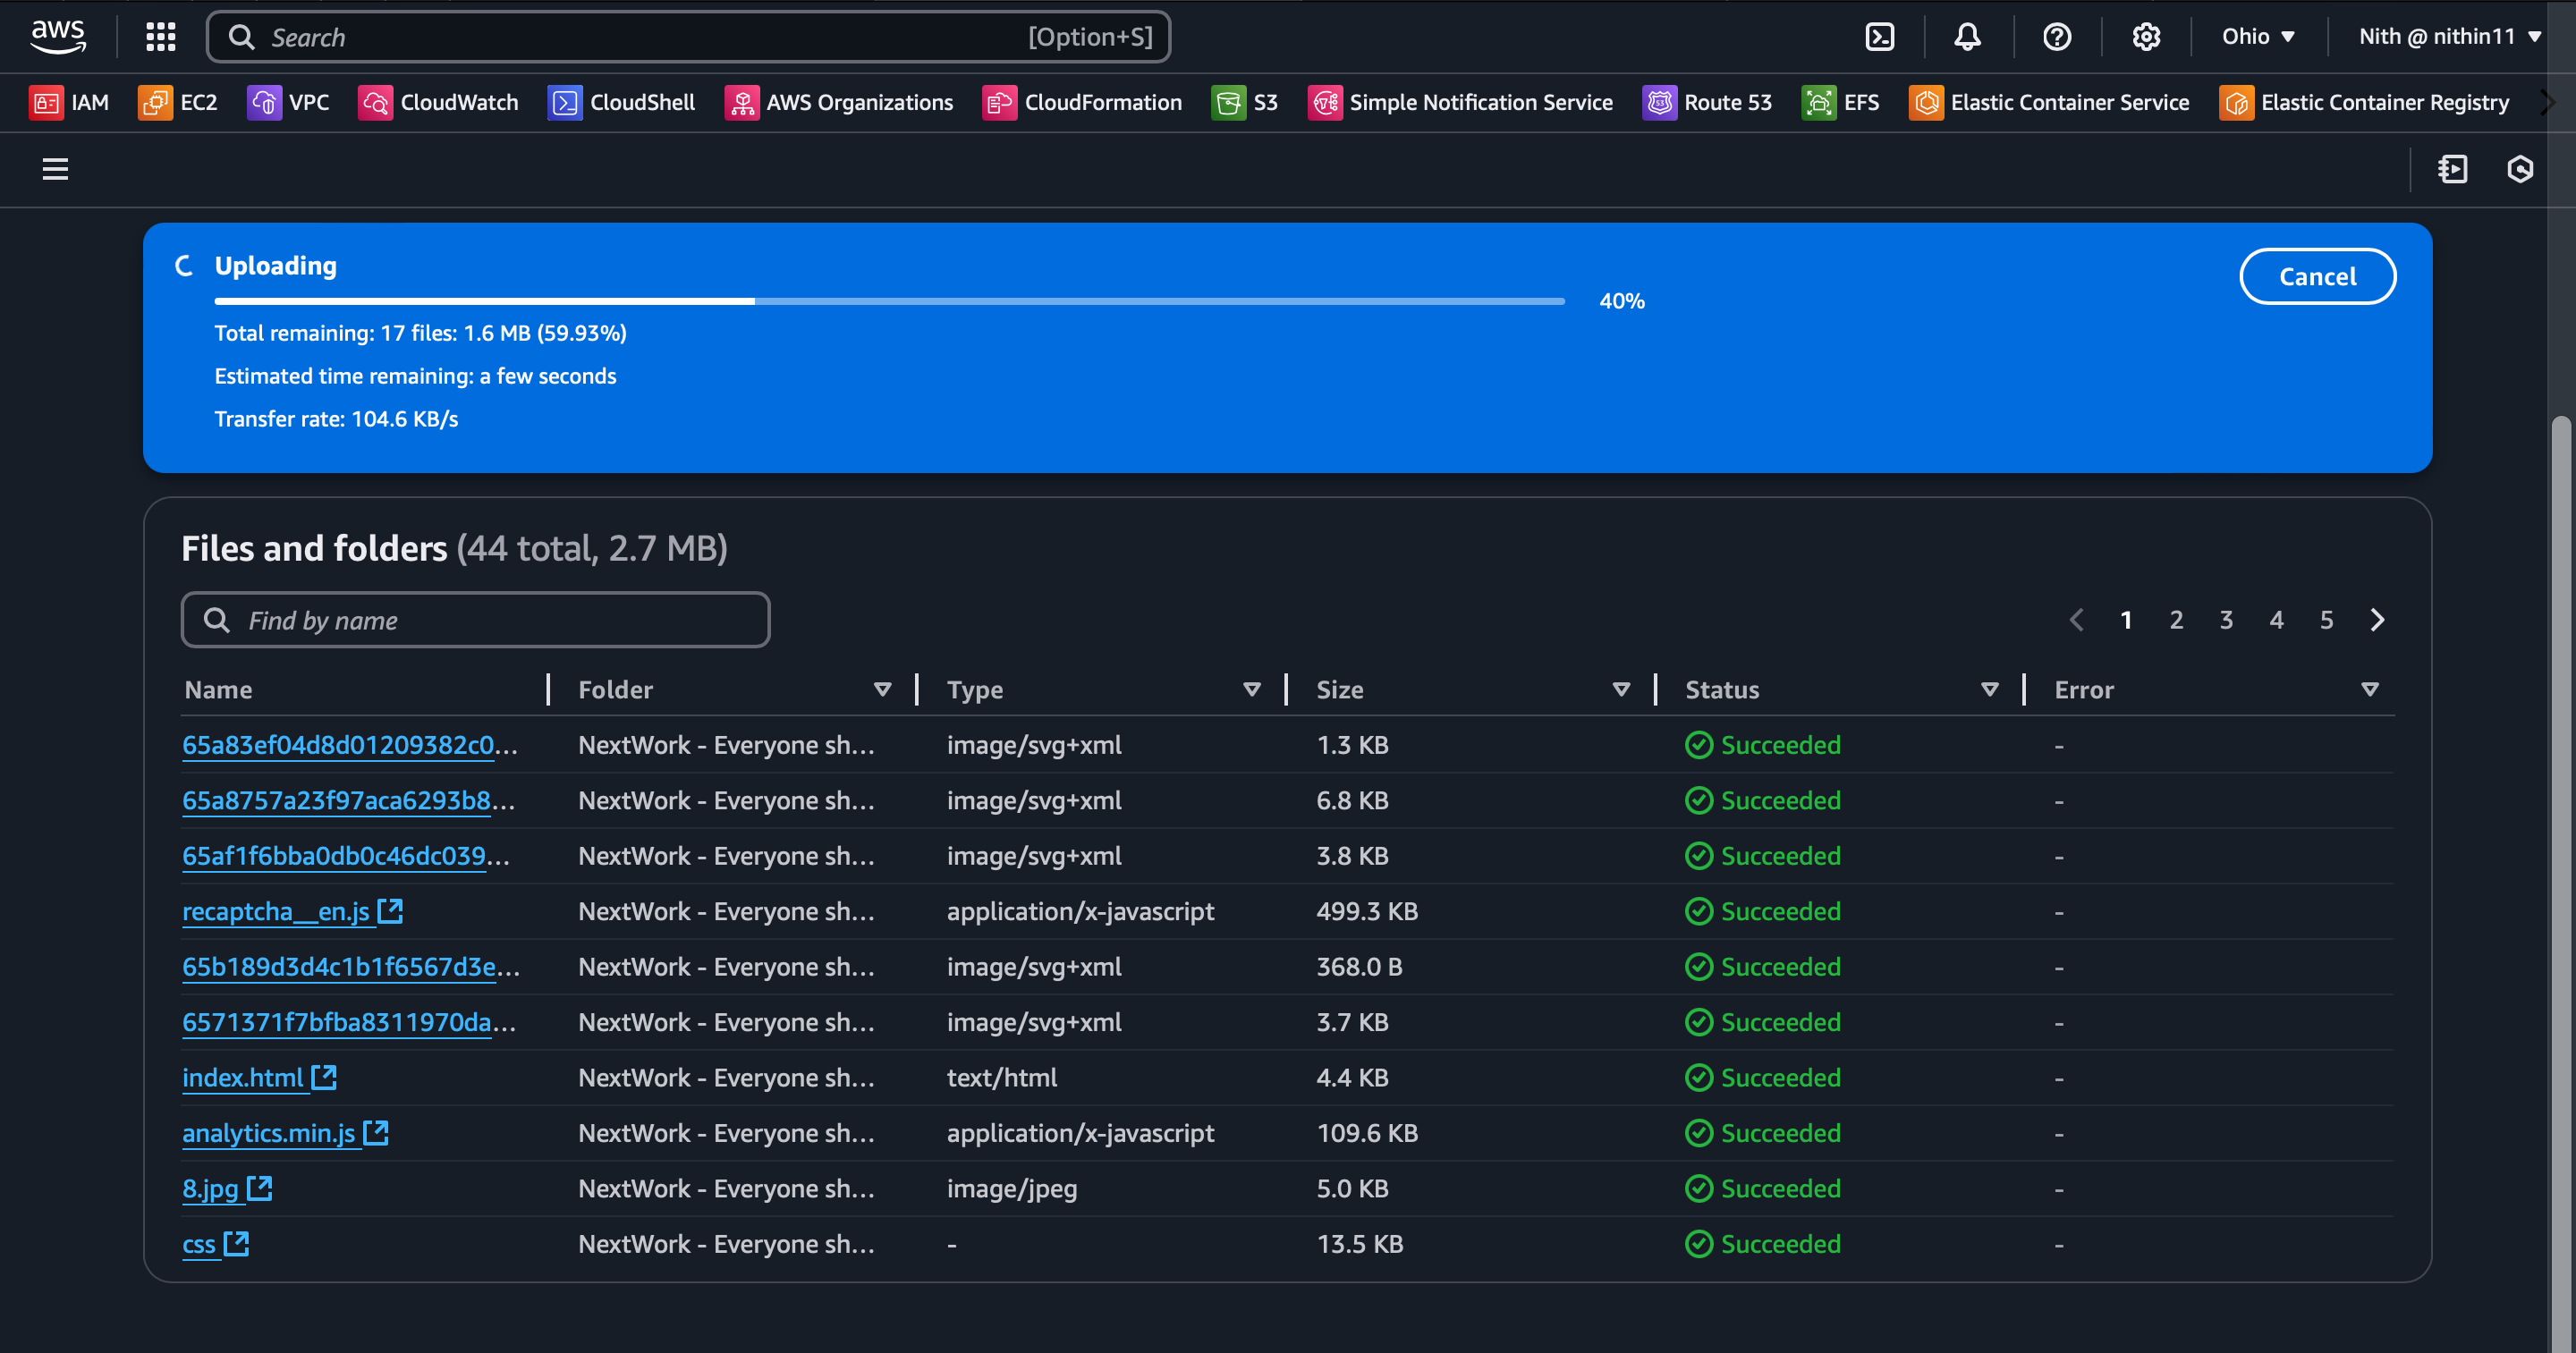 aws Search [Option+S] Ohio Nith @ nithin11
IAM EC2 VPC CloudWatch CloudShell AWS Organizations CloudFormation S3 Simple Notification Service Route 53 EFS Elastic Container Service Elastic Container Registry
Uploading Cancel
40%
Total remaining: 17 files: 1.6 MB (59.93%)
Estimated time remaining: a few seconds
Transfer rate: 104.6 KB/s
Files and folders (44 total, 2.7 MB)
Find by name 1 2 3 4 5
Name Folder Type Size Status Error
65a83ef04d8d01209382c0... NextWork - Everyone sh... image/svg+xml 1.3 KB Succeeded -
65a8757a23f97aca6293b8... NextWork - Everyone sh... image/svg+xml 6.8 KB Succeeded -
65af1f6bba0db0c46dc039... NextWork - Everyone sh... image/svg+xml 3.8 KB Succeeded -
recaptcha__en.js NextWork - Everyone sh... application/x-javascript 499.3 KB Succeeded -
65b189d3d4c1b1f6567d3e... NextWork - Everyone sh... image/svg+xml 368.0 B Succeeded -
6571371f7bfba8311970da... NextWork - Everyone sh... image/svg+xml 3.7 KB Succeeded -
index.html NextWork - Everyone sh... text/html 4.4 KB Succeeded -
analytics.min.js NextWork - Everyone sh... application/x-javascript 109.6 KB Succeeded -
8.jpg NextWork - Everyone sh... image/jpeg 5.0 KB Succeeded -
css NextWork - Everyone sh... - 13.5 KB Succeeded -